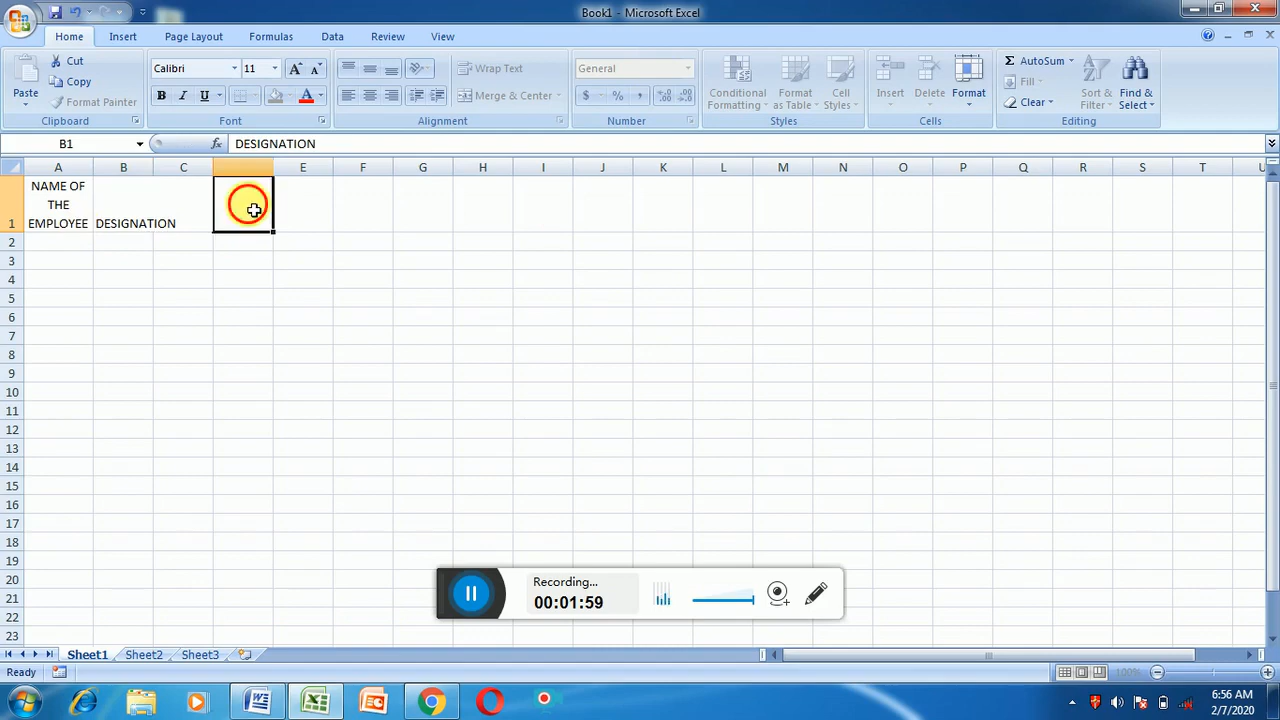 Book1 - Microsoft Excel
Home Insert Page Layout Formulas Data Review View
Paste
Cut
Copy
Format Painter
Clipboard
Calibri 11
B I U A
Font
Wrap Text
Merge & Center
Alignment
General
$ % ,
Number
Conditional Formatting
Format as Table
Cell Styles
Styles
Insert
Delete
Format
Cells
Σ AutoSum
Fill
Clear
Sort & Filter
Find & Select
Editing
B1 fx DESIGNATION
A B C E F G H I J K L M N O P Q R S T U
NAME OF
THE
1 EMPLOYEE DESIGNATION
2
3
4
5
6
7
8
9
10
11
12
13
14
15
16
17
18
19
20
21
22
23
Recording...
00:01:59
Sheet1 Sheet2 Sheet3
Ready 100%
6:56 AM
2/7/2020